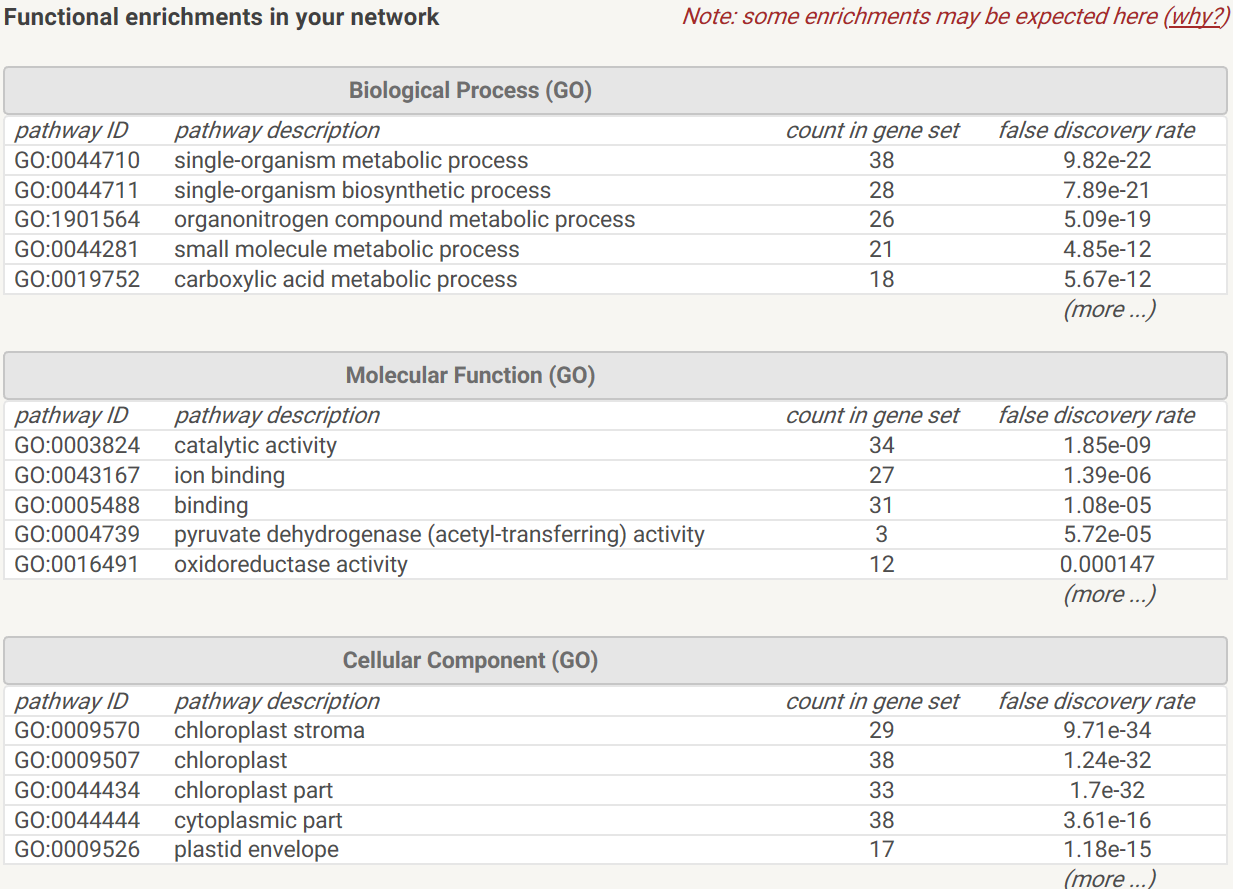 Functional enrichments in your network Note: some enrichments may be expected here (why?)
Biological Process (GO)
pathway ID pathway description count in gene set false discovery rate
GO:0044710 single-organism metabolic process 38 9.82e-22
GO:0044711 single-organism biosynthetic process 28 7.89e-21
GO:1901564 organonitrogen compound metabolic process 26 5.09e-19
GO:0044281 small molecule metabolic process 21 4.85e-12
GO:0019752 carboxylic acid metabolic process 18 5.67e-12
(more ...)
Molecular Function (GO)
pathway ID pathway description count in gene set false discovery rate
GO:0003824 catalytic activity 34 1.85e-09
GO:0043167 ion binding 27 1.39e-06
GO:0005488 binding 31 1.08e-05
GO:0004739 pyruvate dehydrogenase (acetyl-transferring) activity 3 5.72e-05
GO:0016491 oxidoreductase activity 12 0.000147
(more ...)
Cellular Component (GO)
pathway ID pathway description count in gene set false discovery rate
GO:0009570 chloroplast stroma 29 9.71e-34
GO:0009507 chloroplast 38 1.24e-32
GO:0044434 chloroplast part 33 1.7e-32
GO:0044444 cytoplasmic part 38 3.61e-16
GO:0009526 plastid envelope 17 1.18e-15
(more ...)